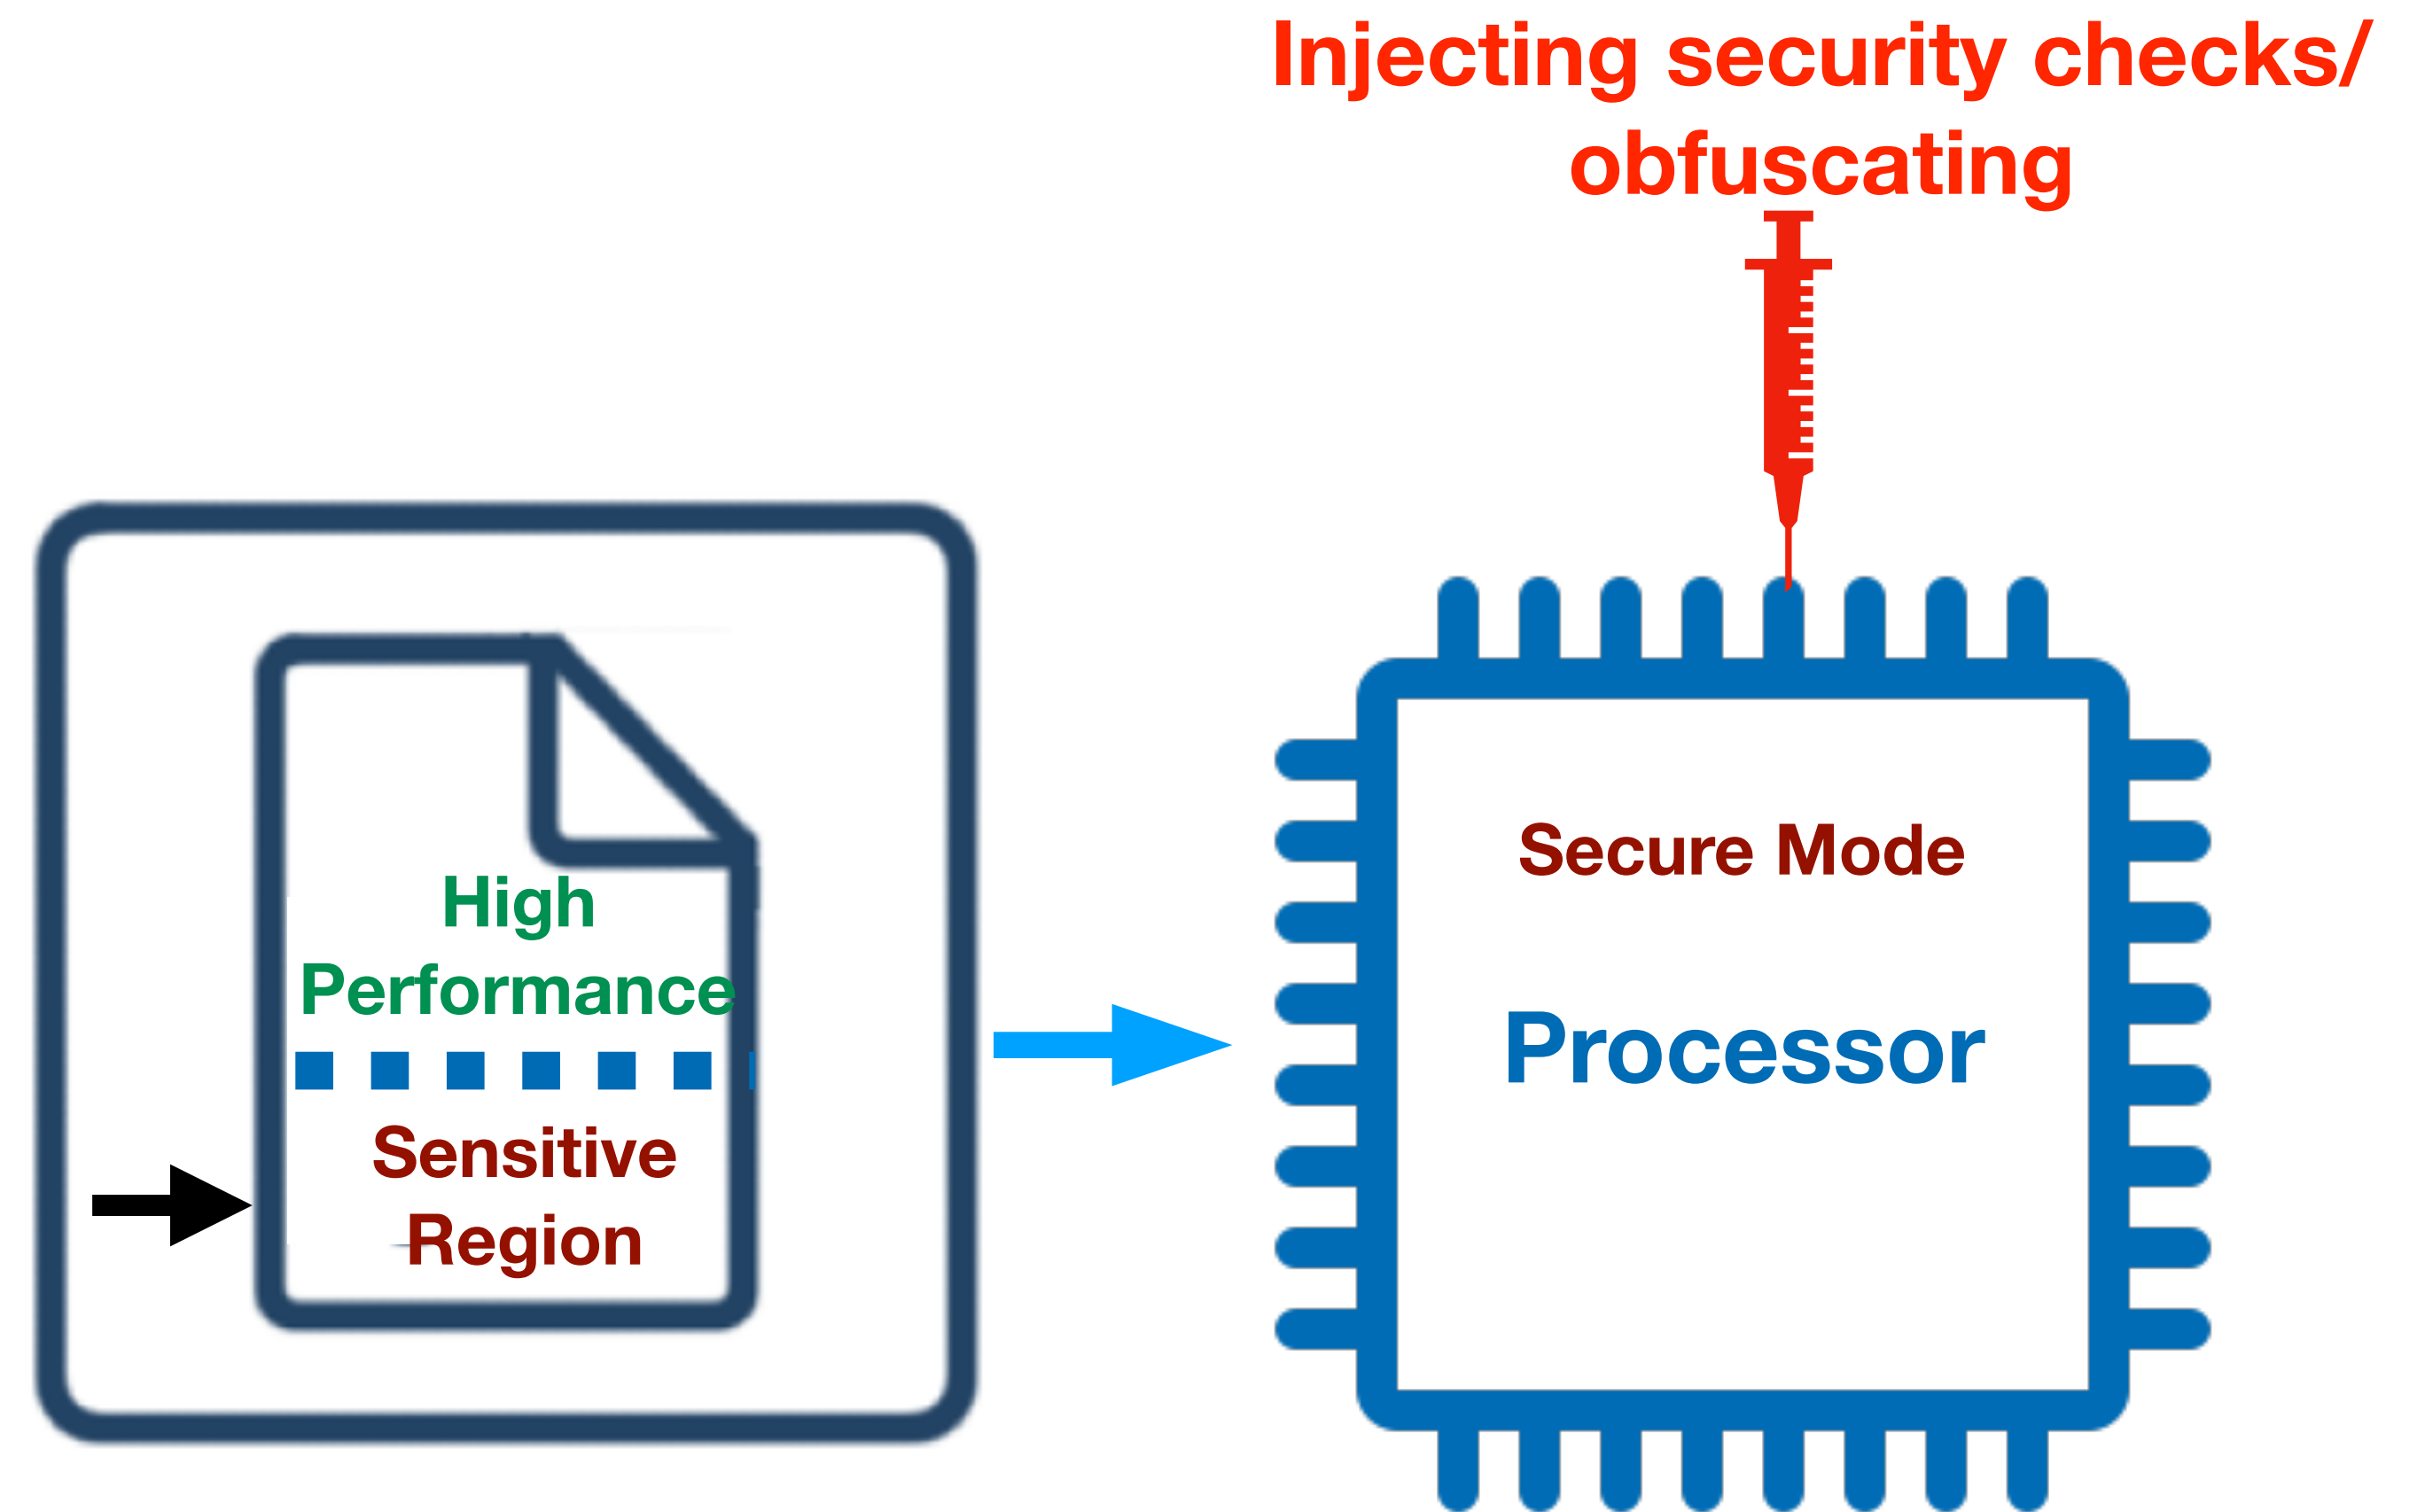 Injecting security checks/
obfuscating
High
Performance
Sensitive
Region
Secure Mode
Processor